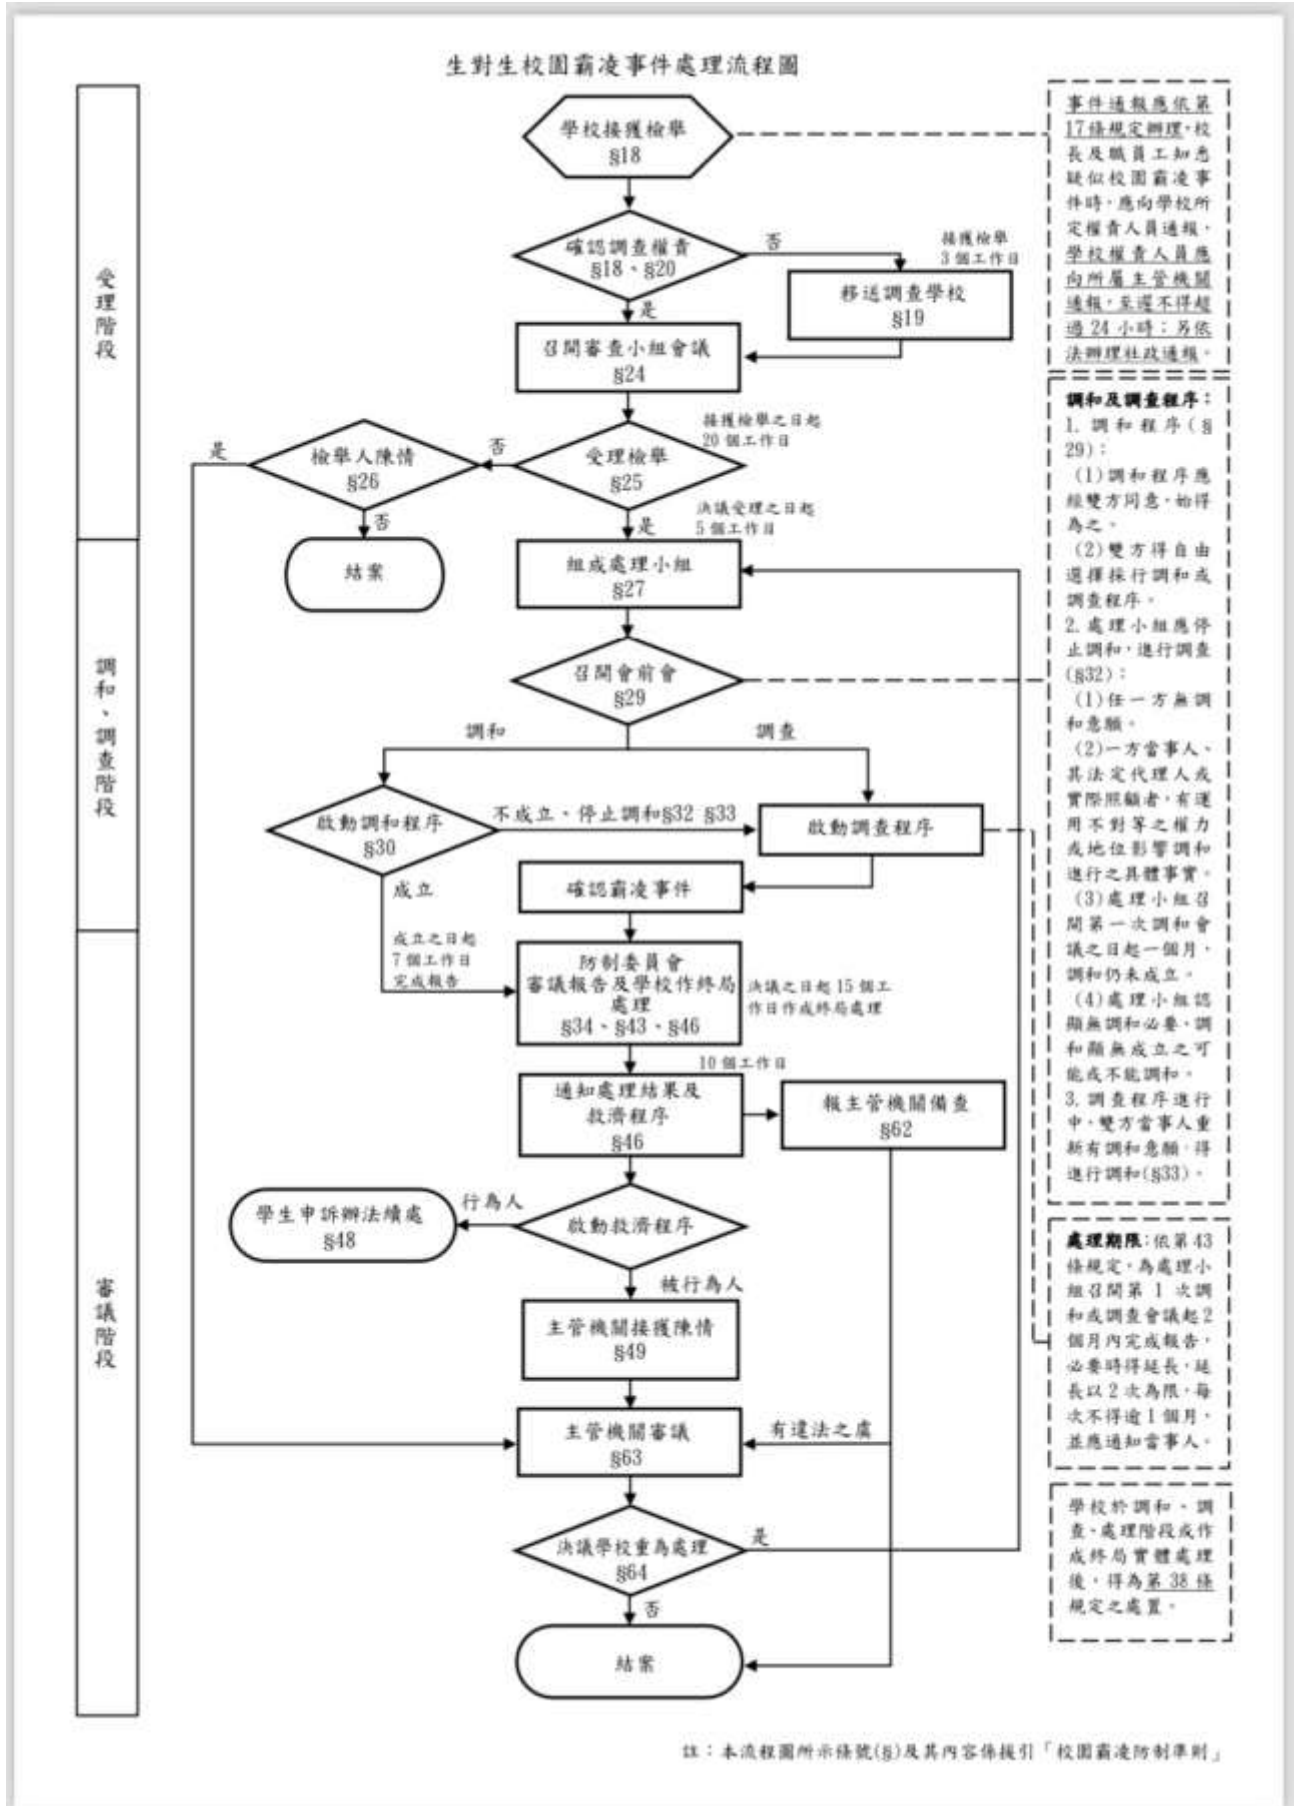 生對生校園霸凌事件處理流程圖
受理階段
學校接獲檢舉
§18
確認調查權責
§18、§20
否
接獲檢舉
3 個工作日
移送調查學校
§19
是
召開審查小組會議
§24
接獲檢舉之日起
20 個工作日
受理檢舉
§25
否
檢舉人陳情
§26
是
否
結案
決議受理之日起
5 個工作日
是
調和、調查階段
組成處理小組
§27
召開會前會
§29
調和
調查
啟動調和程序
§30
不成立、停止調和§32 §33
啟動調查程序
成立
確認霸凌事件
審議階段
成立之日起
7 個工作日
完成報告
防制委員會
審議報告及學校作終局
處理
§34、§43、§46
決議之日起 15 個工
作日作成終局處理
10 個工作日
通知處理結果及
救濟程序
§46
報主管機關備查
§62
啟動救濟程序
行為人
學生申訴辦法續處
§48
被行為人
主管機關接獲陳情
§49
主管機關審議
§63
有違法之虞
決議學校重為處理
§64
是
否
結案
事件通報應依第
17條規定辦理，校
長及職員工知悉
疑似校園霸凌事
件時，應向學校所
定權責人員通報，
學校權責人員應
向所屬主管機關
通報，至遲不得超
過 24 小時；另依
法辦理社政通報。
調和及調查程序：
1. 調和程序(§
29)：
(1)調和程序應
經雙方同意，始得
為之。
(2)雙方得自由
選擇採行調和或
調查程序。
2. 處理小組應停
止調和，進行調查
(§32)：
(1)任一方無調
和意願。
(2)一方當事人、
其法定代理人或
實際照顧者，有運
用不對等之權力
或地位影響調和
進行之具體事實。
(3)處理小組召
開第一次調和會
議之日起一個月，
調和仍未成立。
(4)處理小組認
顯無調和必要、調
和顯無成立之可
能或不能調和。
3. 調查程序進行
中，雙方當事人重
新有調和意願，得
進行調和(§33)。
處理期限：依第 43
條規定，為處理小
組召開第 1 次調
和或調查會議起 2
個月內完成報告，
必要時得延長，延
長以 2 次為限，每
次不得逾 1 個月，
並應通知當事人。
學校於調和、調
查、處理階段或作
成終局實體處理
後，得為第 38 條
規定之處置。
註：本流程圖所示條號(§)及其內容係援引「校園霸凌防制準則」